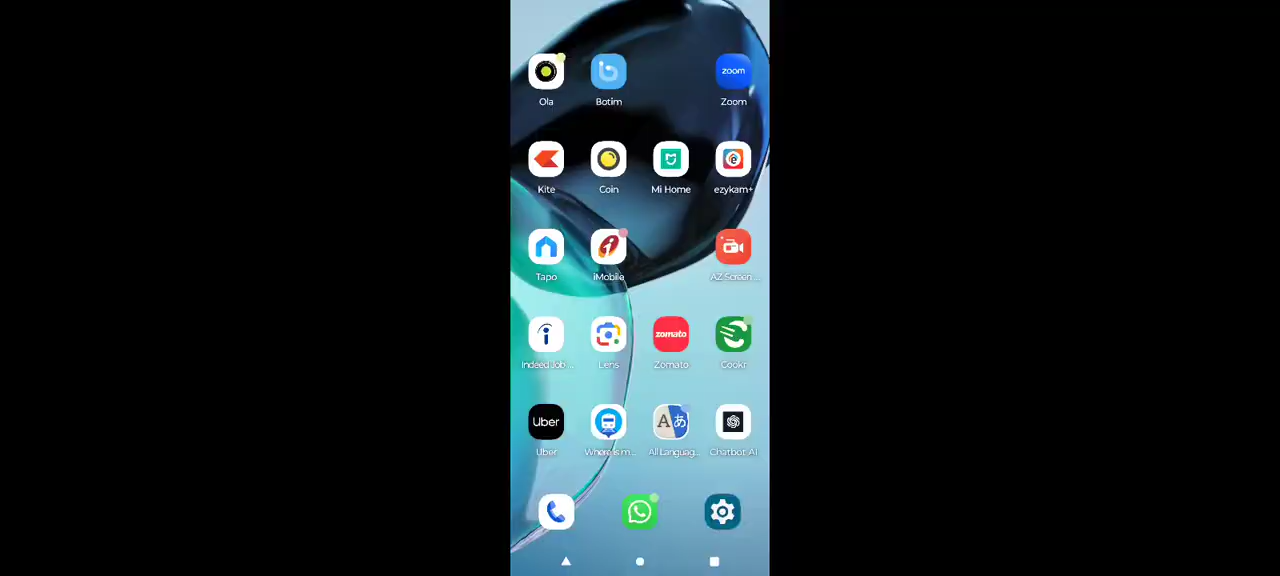 zoom
Ola
Botim
Zoom
Kite
Coin
Mi Home
ezykam+
Tapo
iMobile
AZ Screen ...
zomato
Indeed Job ...
Lens
Zomato
Cookr
Uber
A あ
Uber
Where is m...
All Languag...
Chatbot AI